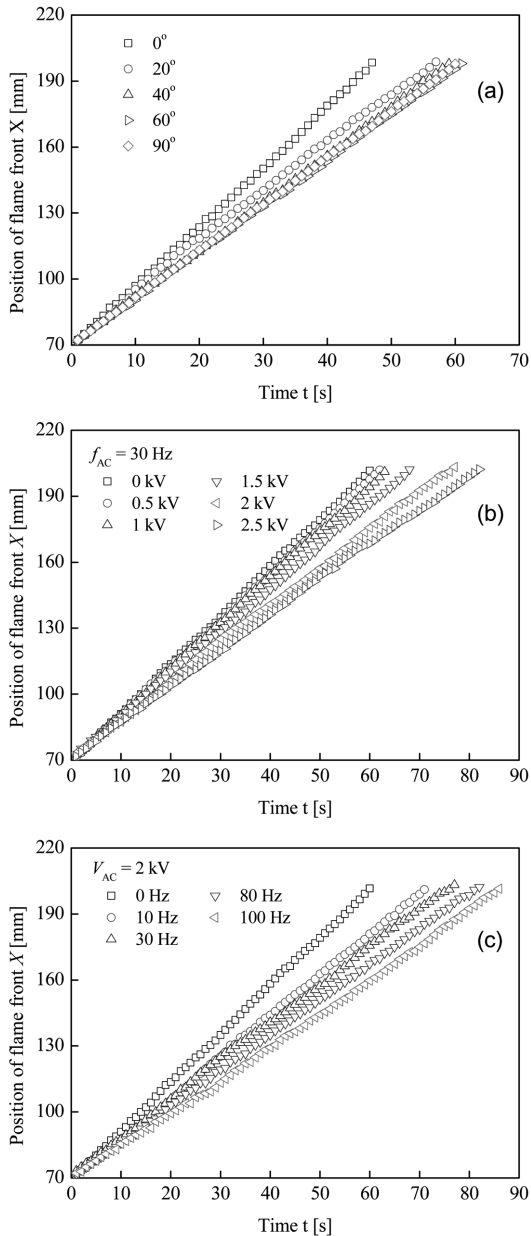 220
190
160
130
100
70
Position of flame front X [mm]
0°
20°
40°
60°
90°
(a)
0 10 20 30 40 50 60 70
Time t [s]
220
190
160
130
100
70
Position of flame front X [mm]
f_AC = 30 Hz
0 kV
0.5 kV
1 kV
1.5 kV
2 kV
2.5 kV
(b)
0 10 20 30 40 50 60 70 80 90
Time t [s]
220
190
160
130
100
70
Position of flame front X [mm]
V_AC = 2 kV
0 Hz
10 Hz
30 Hz
80 Hz
100 Hz
(c)
0 10 20 30 40 50 60 70 80 90
Time t [s]